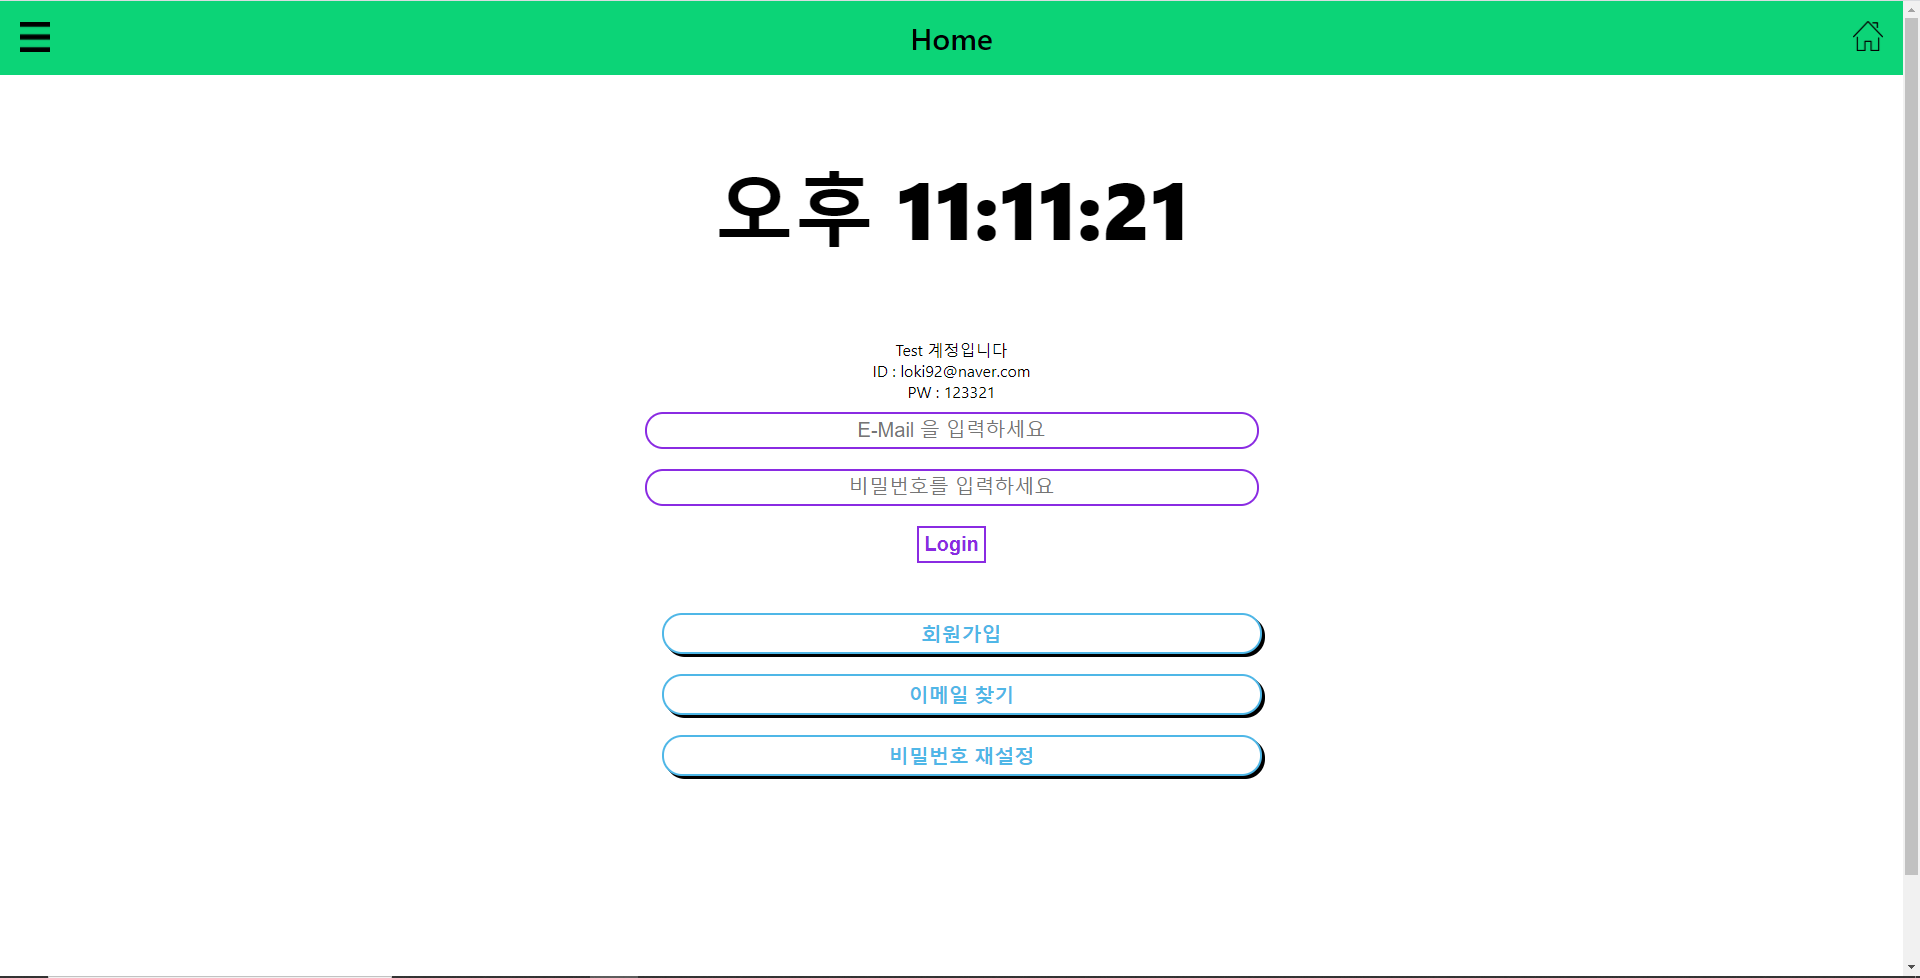 Home
오후 11:11:21
Test 계정입니다
ID : loki92@naver.com
PW : 123321
E-Mail 을 입력하세요
비밀번호를 입력하세요
Login
회원가입
이메일 찾기
비밀번호 재설정